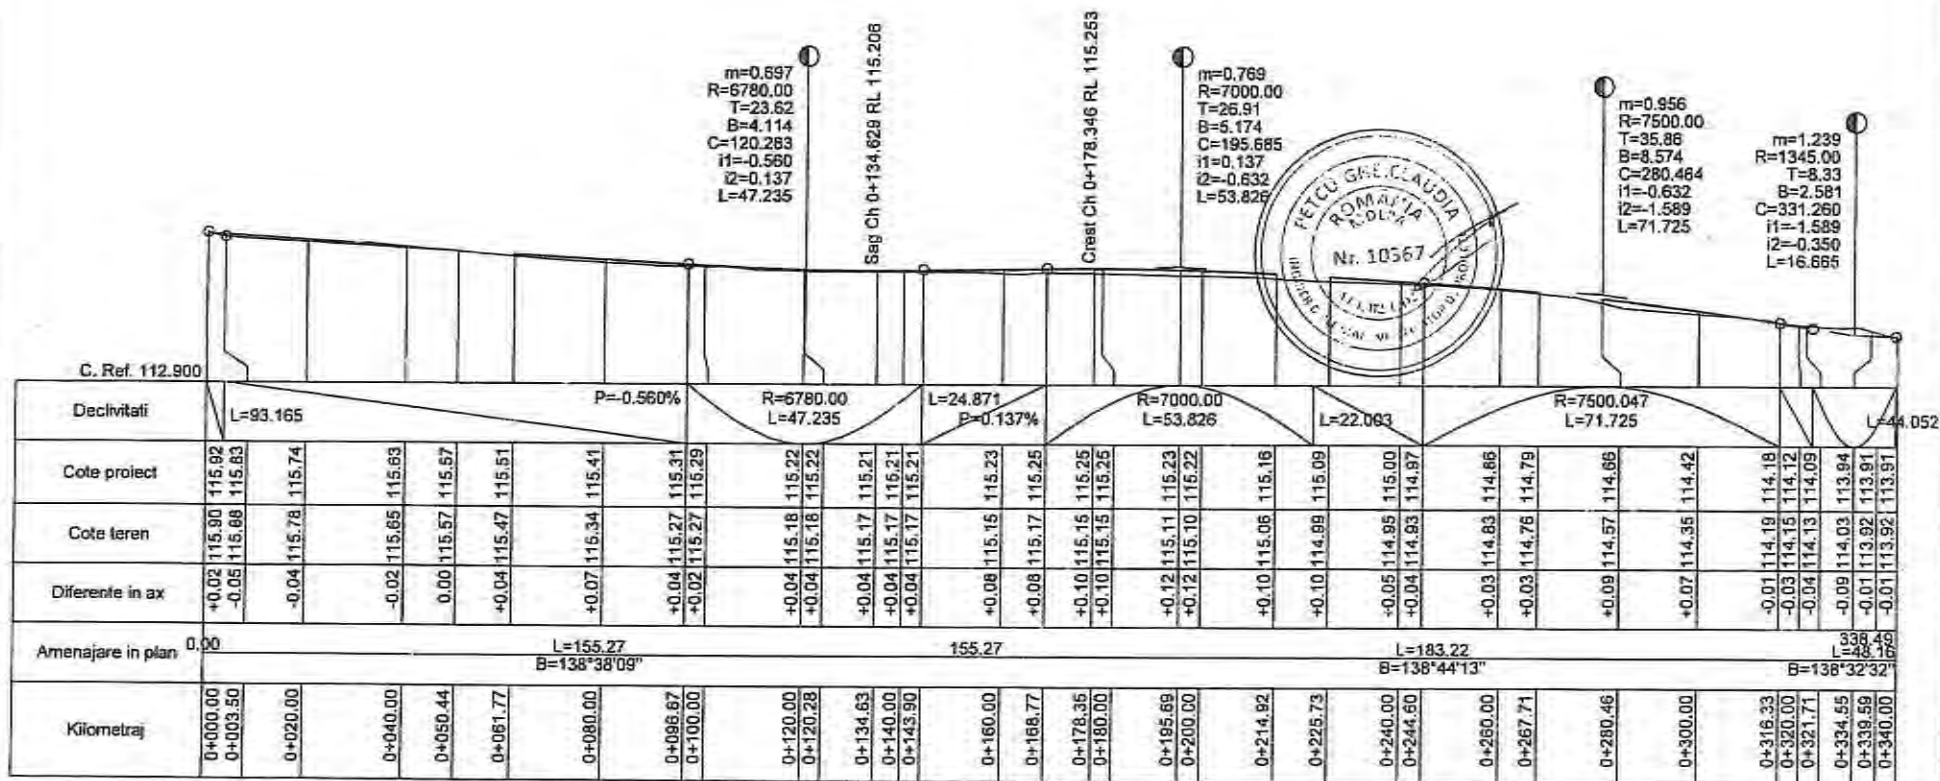 m=0.697
R=6780.00
T=23.62
B=4.114
C=120.283
i1=-0.560
i2=0.137
L=47.235
Sag Ch 0+134.629 RL 115.206
Crest Ch 0+178.346 RL 115.253
m=0.769
R=7000.00
T=26.91
B=5.174
C=195.685
i1=0.137
i2=-0.632
L=53.826
m=0.956
R=7500.00
T=35.86
B=8.574
C=280.464
i1=-0.632
i2=-1.589
L=71.725
m=1.239
R=1345.00
T=8.33
B=2.581
C=331.260
i1=-1.589
i2=-0.350
L=16.665
GHE.CLAUDIA
ROMANIA
Nr. 10367
C. Ref. 112.900
Declivitati L=93.165 P=-0.560% R=6780.00 L=47.235 L=24.871 P=0.137% R=7000.00 L=53.826 L=22.003 R=7500.047 L=71.725 L=44.052
Cote proiect 115.92 115.83 115.74 115.63 115.57 115.51 115.41 115.31 115.29 115.22 115.22 115.21 115.21 115.21 115.23 115.25 115.25 115.25 115.23 115.22 115.16 115.09 115.00 114.97 114.86 114.79 114.66 114.42 114.18 114.12 114.09 113.94 113.91 113.91
Cote teren 115.90 115.88 115.78 115.65 115.57 115.47 115.34 115.27 115.27 115.18 115.18 115.17 115.17 115.17 115.15 115.17 115.15 115.15 115.11 115.10 115.06 114.99 114.95 114.93 114.83 114.76 114.57 114.35 114.19 114.15 114.13 114.03 113.92 113.92
Diferente in ax +0.02 -0.05 -0.04 -0.02 0.00 +0.04 +0.07 +0.04 +0.02 +0.04 +0.04 +0.04 +0.04 +0.04 +0.08 +0.08 +0.10 +0.10 +0.12 +0.12 +0.10 +0.10 +0.05 +0.04 +0.03 +0.03 +0.09 +0.07 -0.01 -0.03 -0.04 -0.09 -0.01 -0.01
Amenajare in plan 0.00 L=155.27 B=138°38'09" 155.27 L=183.22 B=138°44'13" 338.49 L=48.16 B=138°32'32"
Kilometraj 0+000.00 0+003.50 0+020.00 0+040.00 0+050.44 0+061.77 0+080.00 0+096.67 0+100.00 0+120.00 0+120.28 0+134.63 0+140.00 0+143.90 0+160.00 0+168.77 0+178.35 0+180.00 0+195.69 0+200.00 0+214.92 0+225.73 0+240.00 0+244.60 0+260.00 0+267.71 0+280.46 0+300.00 0+316.33 0+320.00 0+321.71 0+334.55 0+339.59 0+340.00